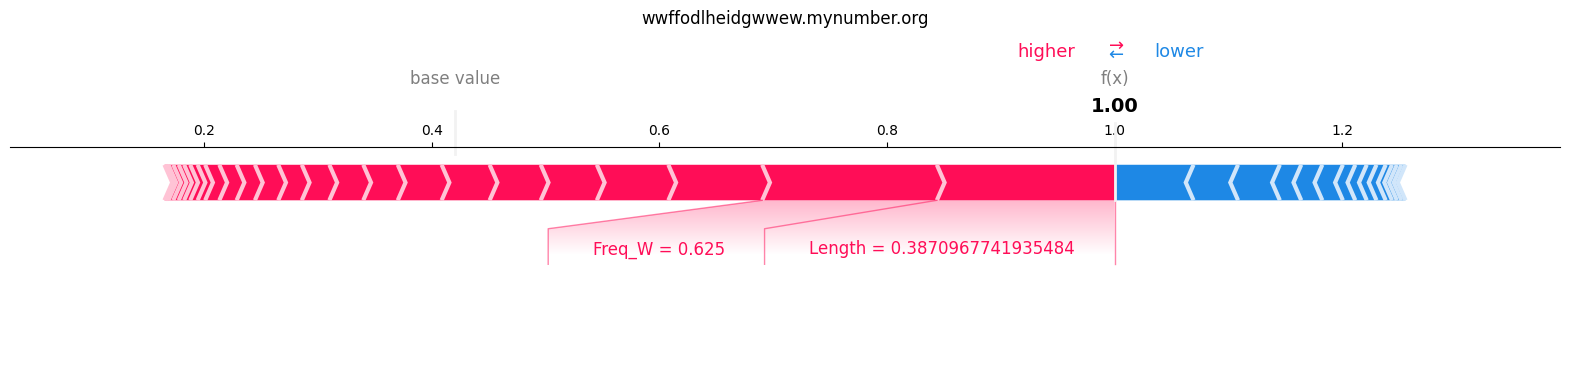 wwffodlheidgwwew.mynumber.org
higher ⇄ lower
base value f(x)
1.00
0.2 0.4 0.6 0.8 1.0 1.2
Freq_W = 0.625 Length = 0.3870967741935484